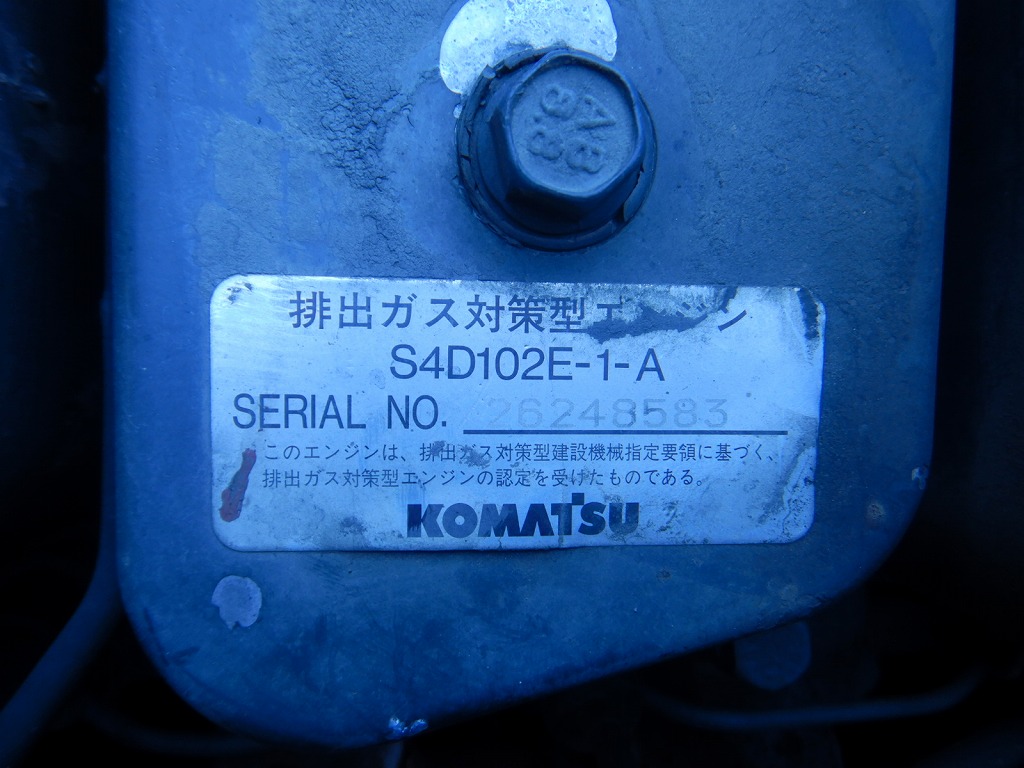 排出ガス対策型エンジン
S4D102E-1-A
SERIAL NO. 26248583
このエンジンは、排出ガス対策型建設機械指定要領に基づく、
排出ガス対策型エンジンの認定を受けたものである。
KOMATSU